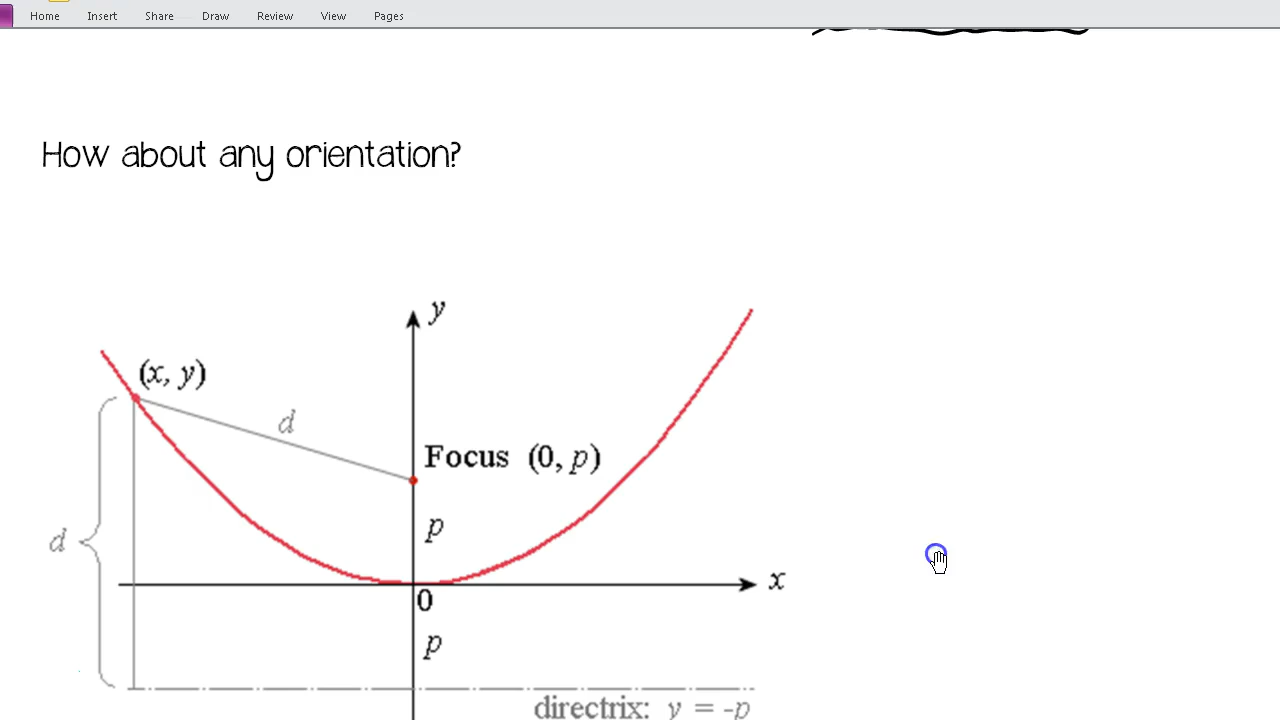 Home Insert Share Draw Review View Pages
How about any orientation?
y
(x, y)
d
Focus (0, p)
p
d
x
0
p
directrix: y = -p